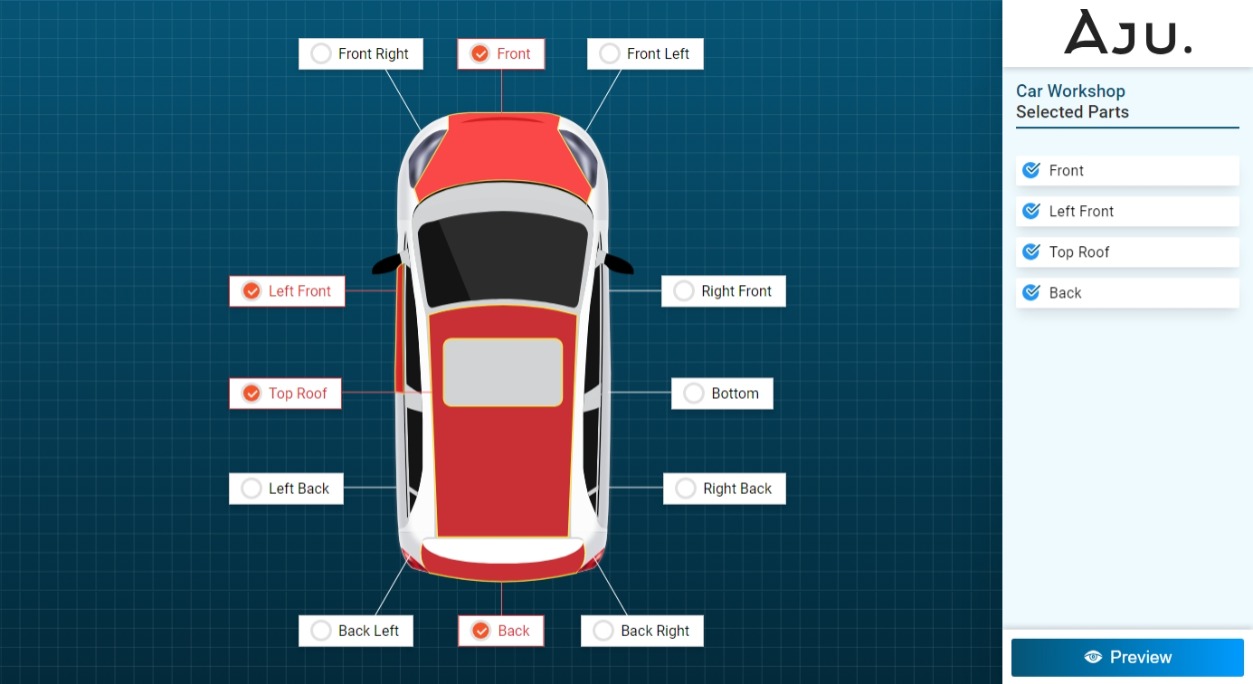 Front Right
Front
Front Left
Left Front
Right Front
Top Roof
Bottom
Left Back
Right Back
Back Left
Back
Back Right
AJU.
Car Workshop
Selected Parts
Front
Left Front
Top Roof
Back
Preview